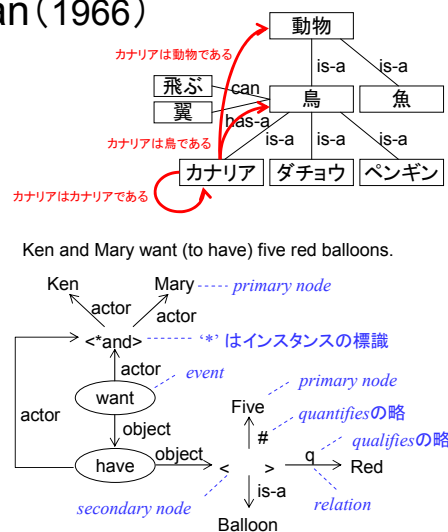 an（1966）
動物
カナリアは動物である
is-a
is-a
飛ぶ
can
鳥
魚
翼
has-a
カナリアは鳥である
is-a
is-a
is-a
カナリア
ダチョウ
ペンギン
カナリアはカナリアである
Ken and Mary want (to have) five red balloons.
Ken
Mary
primary node
actor
actor
<*and>
‘*’ はインスタンスの標識
actor
event
want
primary node
Five
quantifiesの略
actor
object
#
qualifiesの略
have
object
< >
q
Red
is-a
secondary node
relation
Balloon